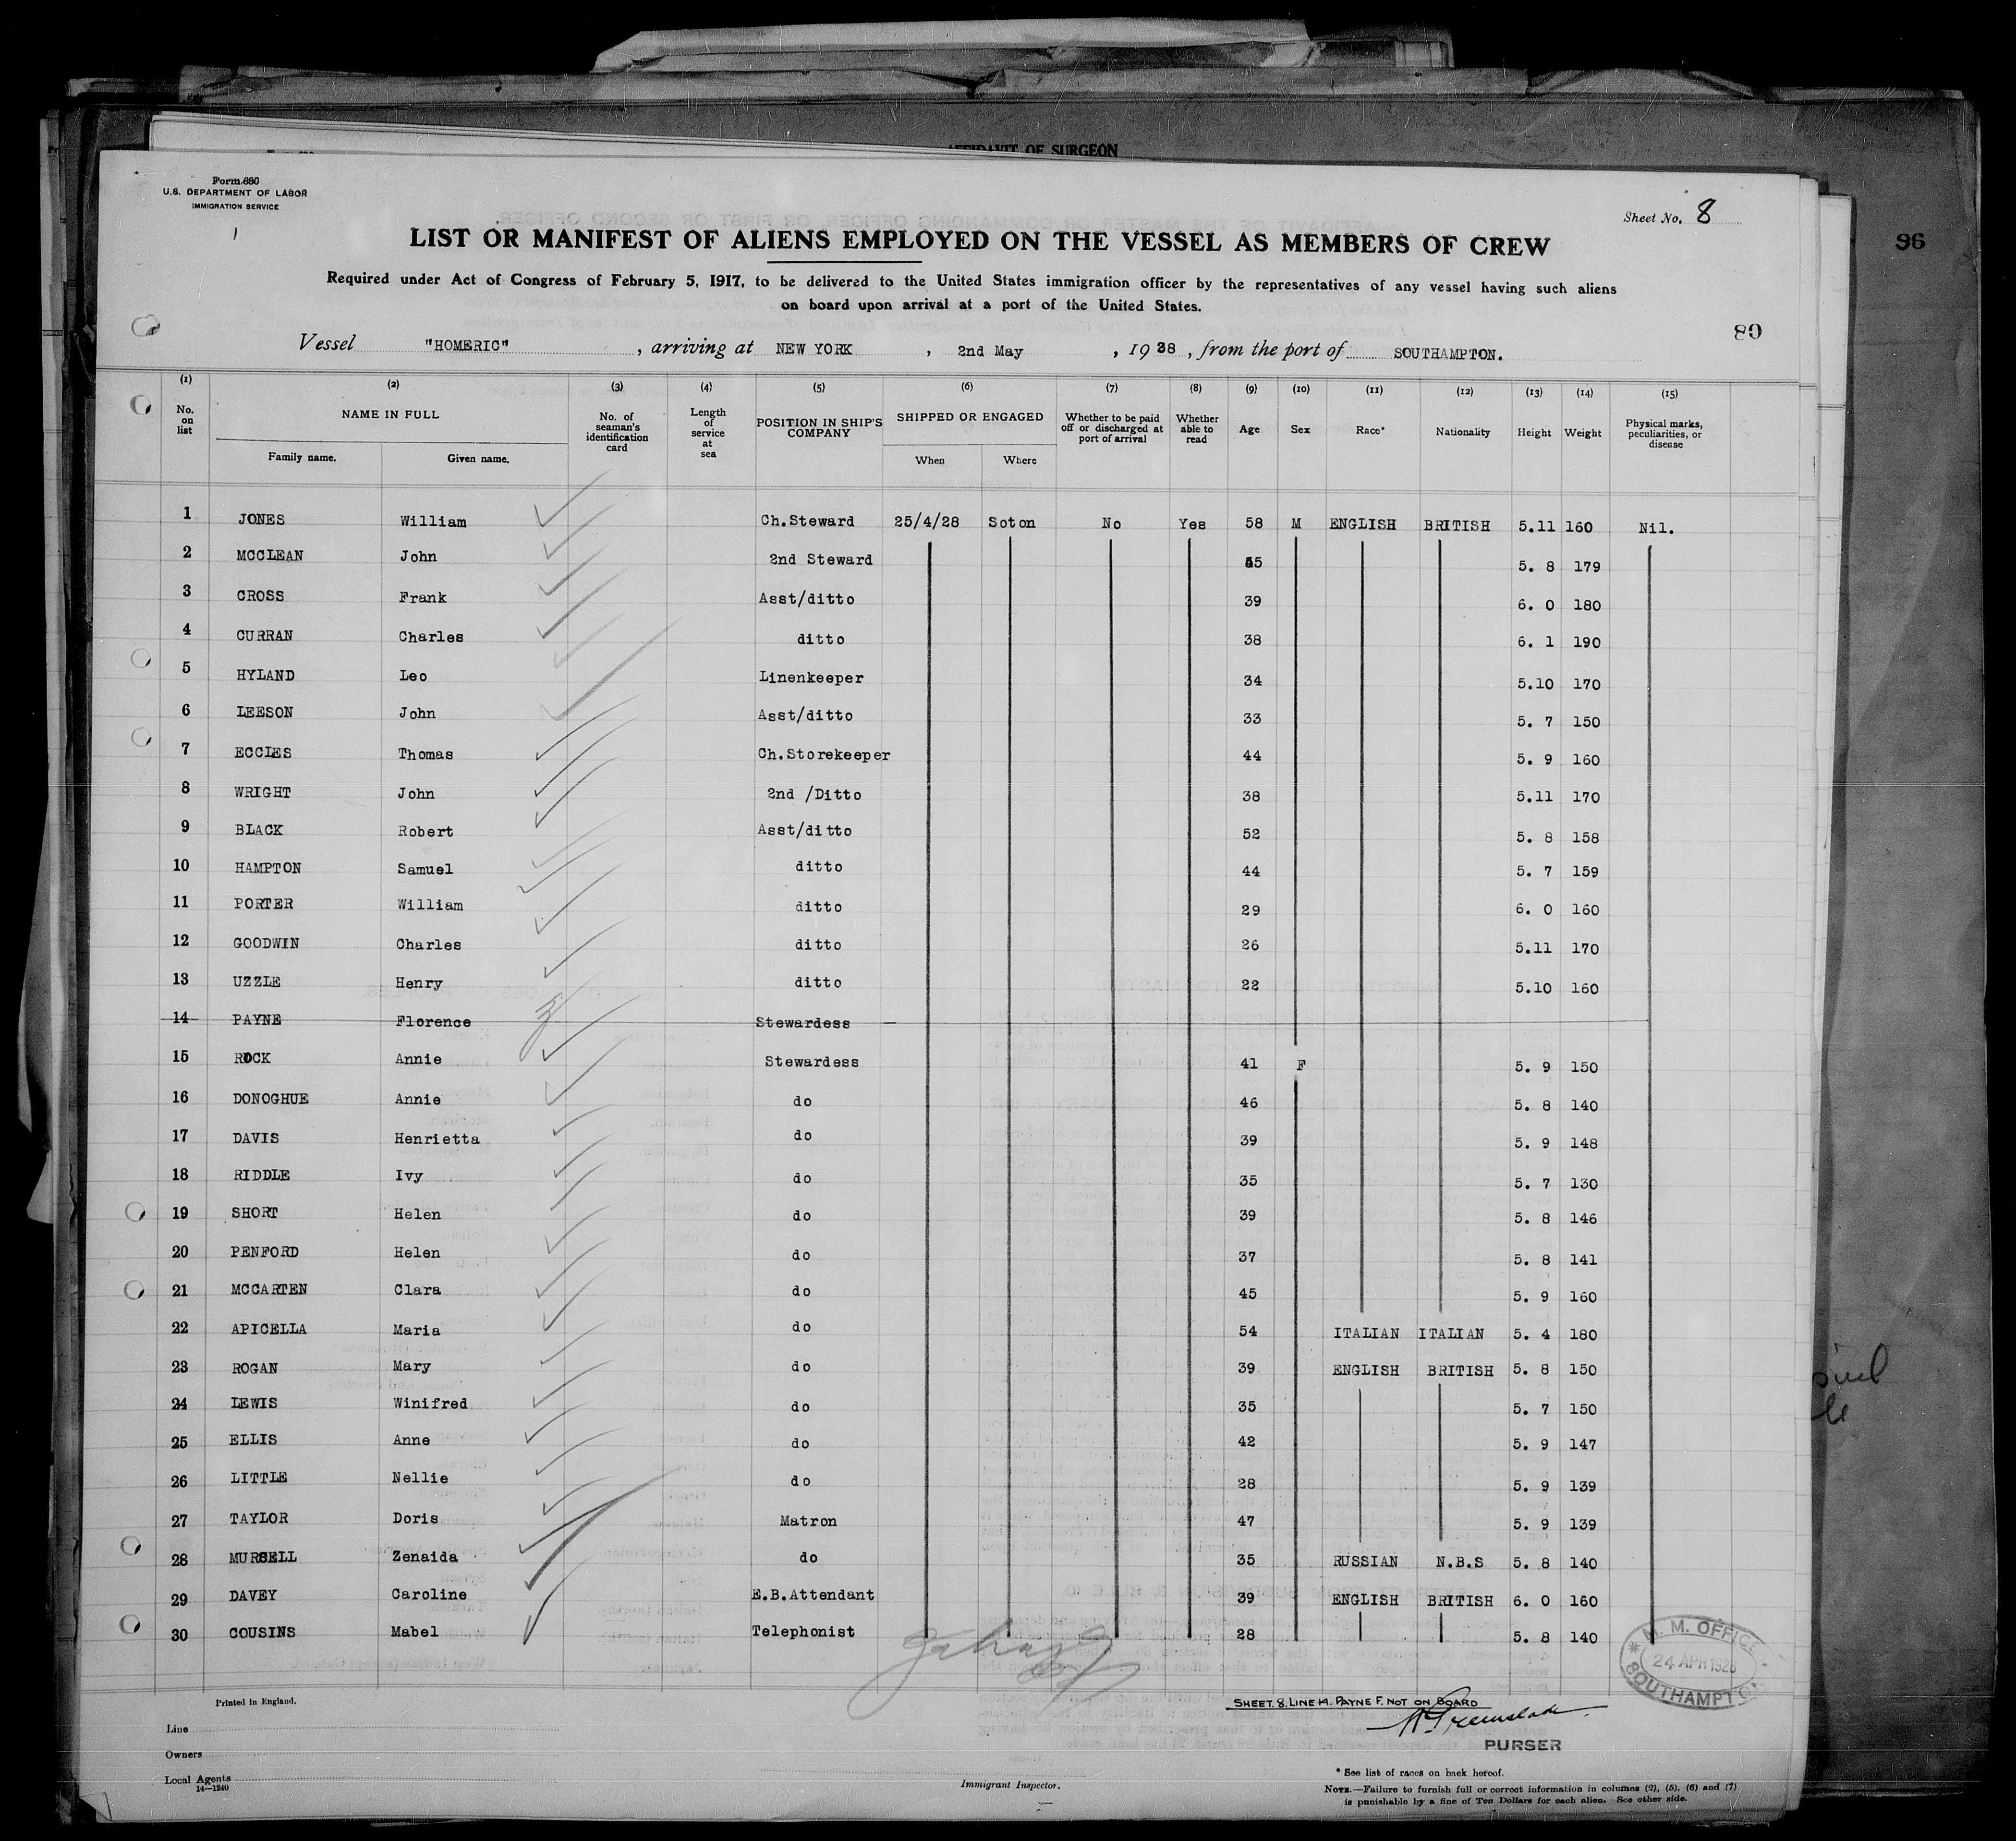 AFFIDAVIT OF SURGEON
Form 680
U.S. DEPARTMENT OF LABOR
IMMIGRATION SERVICE
Sheet No. 8
96
LIST OR MANIFEST OF ALIENS EMPLOYED ON THE VESSEL AS MEMBERS OF CREW
Required under Act of Congress of February 5, 1917, to be delivered to the United States immigration officer by the representatives of any vessel having such aliens
on board upon arrival at a port of the United States.
89
Vessel "HOMERIC" , arriving at NEW YORK , 2nd May , 1928 , from the port of SOUTHAMPTON.
(1) (2) (3) (4) (5) (6) (7) (8) (9) (10) (11) (12) (13) (14) (15)
No. on list NAME IN FULL Family name. Given name. No. of seaman's identification card Length of service at sea POSITION IN SHIP'S COMPANY SHIPPED OR ENGAGED When Where Whether to be paid off or discharged at port of arrival Whether able to read Age Sex Race* Nationality Height Weight Physical marks, peculiarities, or disease
1 JONES William Ch.Steward 25/4/28 Soton No Yes 58 M ENGLISH BRITISH 5.11 160 Nil.
2 MCCLEAN John 2nd Steward 55 5. 8 179
3 CROSS Frank Asst/ditto 39 6. 0 180
4 CURRAN Charles ditto 38 6. 1 190
5 HYLAND Leo Linenkeeper 34 5.10 170
6 LEESON John Asst/ditto 33 5. 7 150
7 ECCLES Thomas Ch.Storekeeper 44 5. 9 160
8 WRIGHT John 2nd /Ditto 38 5.11 170
9 BLACK Robert Asst/ditto 52 5. 8 158
10 HAMPTON Samuel ditto 44 5. 7 159
11 PORTER William ditto 29 6. 0 160
12 GOODWIN Charles ditto 26 5.11 170
13 UZZLE Henry ditto 22 5.10 160
14 PAYNE Florence Stewardess
15 ROCK Annie Stewardess 41 F 5. 9 150
16 DONOGHUE Annie do 46 5. 8 140
17 DAVIS Henrietta do 39 5. 9 148
18 RIDDLE Ivy do 35 5. 7 130
19 SHORT Helen do 39 5. 8 146
20 PENFORD Helen do 37 5. 8 141
21 MCCARTEN Clara do 45 5. 9 160
22 APICELLA Maria do 54 ITALIAN ITALIAN 5. 4 180
23 ROGAN Mary do 39 ENGLISH BRITISH 5. 8 150
24 LEWIS Winifred do 35 5. 7 150
25 ELLIS Anne do 42 5. 9 147
26 LITTLE Nellie do 28 5. 9 139
27 TAYLOR Doris Matron 47 5. 9 139
28 MURSELL Zenaida do 35 RUSSIAN N.B.S 5. 8 140
29 DAVEY Caroline E.B.Attendant 39 ENGLISH BRITISH 6. 0 160
30 COUSINS Mabel Telephonist 28 5. 8 140
M. M. OFFICE
24 APR 1928
SOUTHAMPTON
Printed in England.
SHEET. 8. LINE 14. PAYNE F. NOT ON BOARD
Line
PURSER
Owners
Local Agents
14—1240
Immigrant Inspector.
* See list of races on back hereof.
NOTE.—Failure to furnish full or correct information in columns (2), (5), (6) and (7)
is punishable by a fine of Ten Dollars for each alien. See other side.